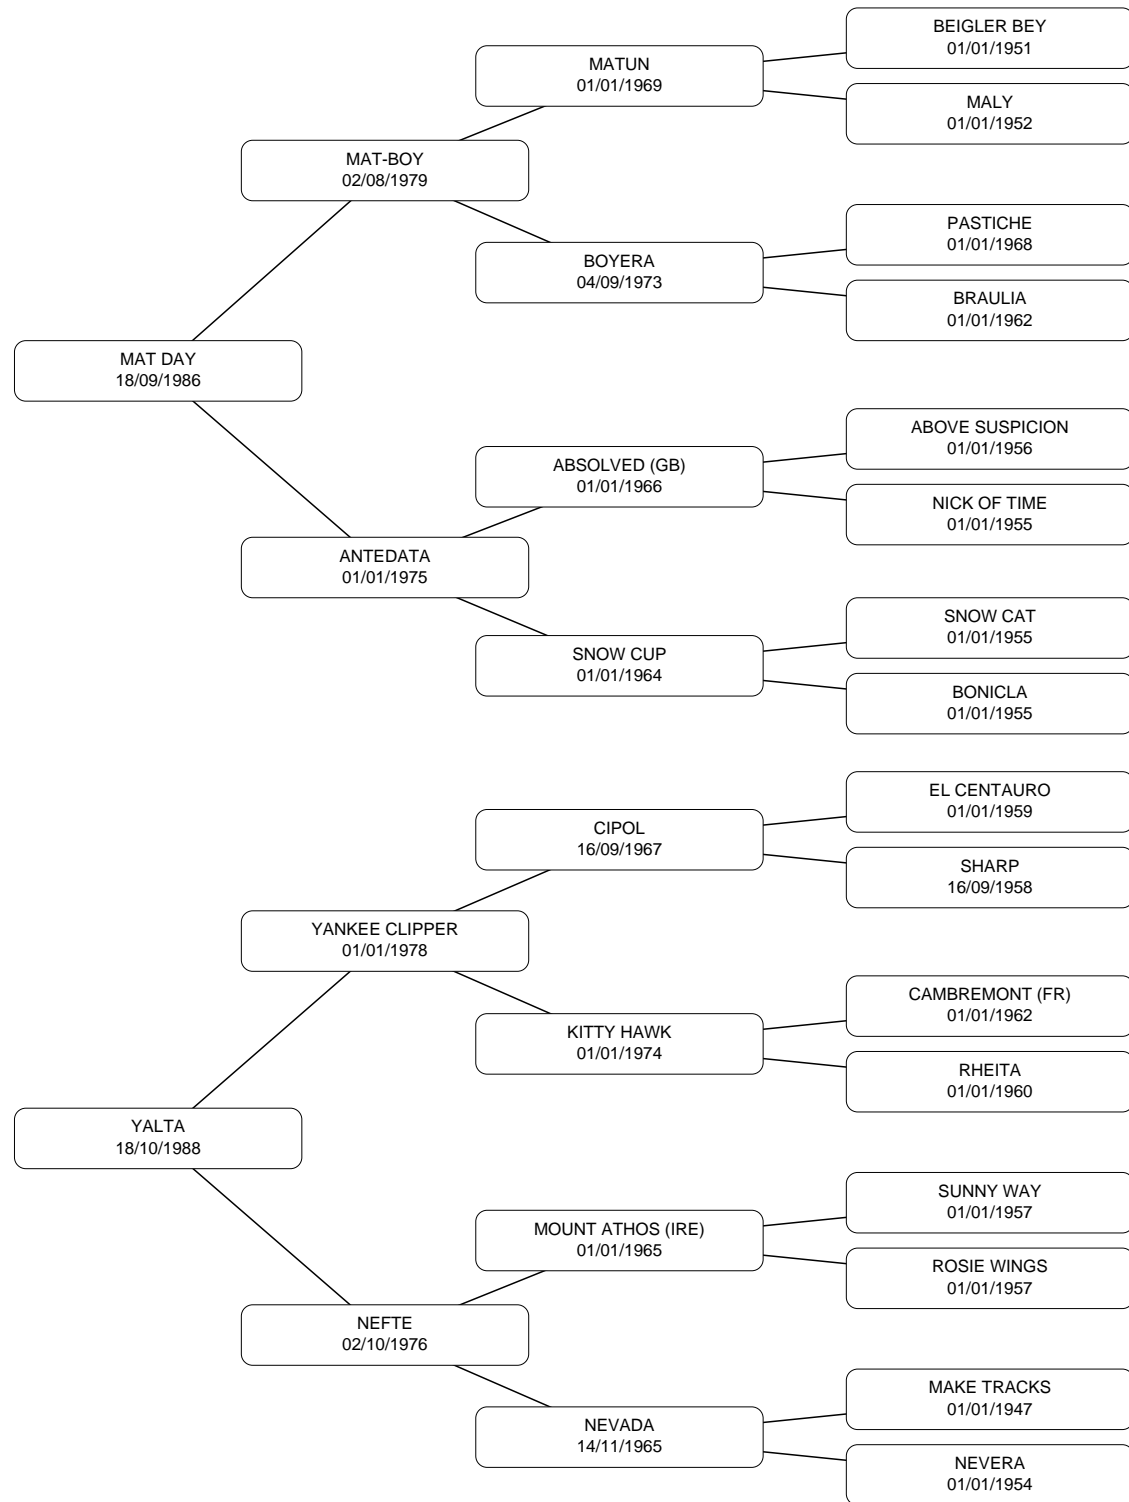 BEIGLER BEY
01/01/1951
MATUN
01/01/1969
MALY
01/01/1952
MAT-BOY
02/08/1979
PASTICHE
01/01/1968
BOYERA
04/09/1973
BRAULIA
01/01/1962
MAT DAY
18/09/1986
ABOVE SUSPICION
01/01/1956
ABSOLVED (GB)
01/01/1966
NICK OF TIME
01/01/1955
ANTEDATA
01/01/1975
SNOW CAT
01/01/1955
SNOW CUP
01/01/1964
BONICLA
01/01/1955
EL CENTAURO
01/01/1959
CIPOL
16/09/1967
SHARP
16/09/1958
YANKEE CLIPPER
01/01/1978
CAMBREMONT (FR)
01/01/1962
KITTY HAWK
01/01/1974
RHEITA
01/01/1960
YALTA
18/10/1988
SUNNY WAY
01/01/1957
MOUNT ATHOS (IRE)
01/01/1965
ROSIE WINGS
01/01/1957
NEFTE
02/10/1976
MAKE TRACKS
01/01/1947
NEVADA
14/11/1965
NEVERA
01/01/1954